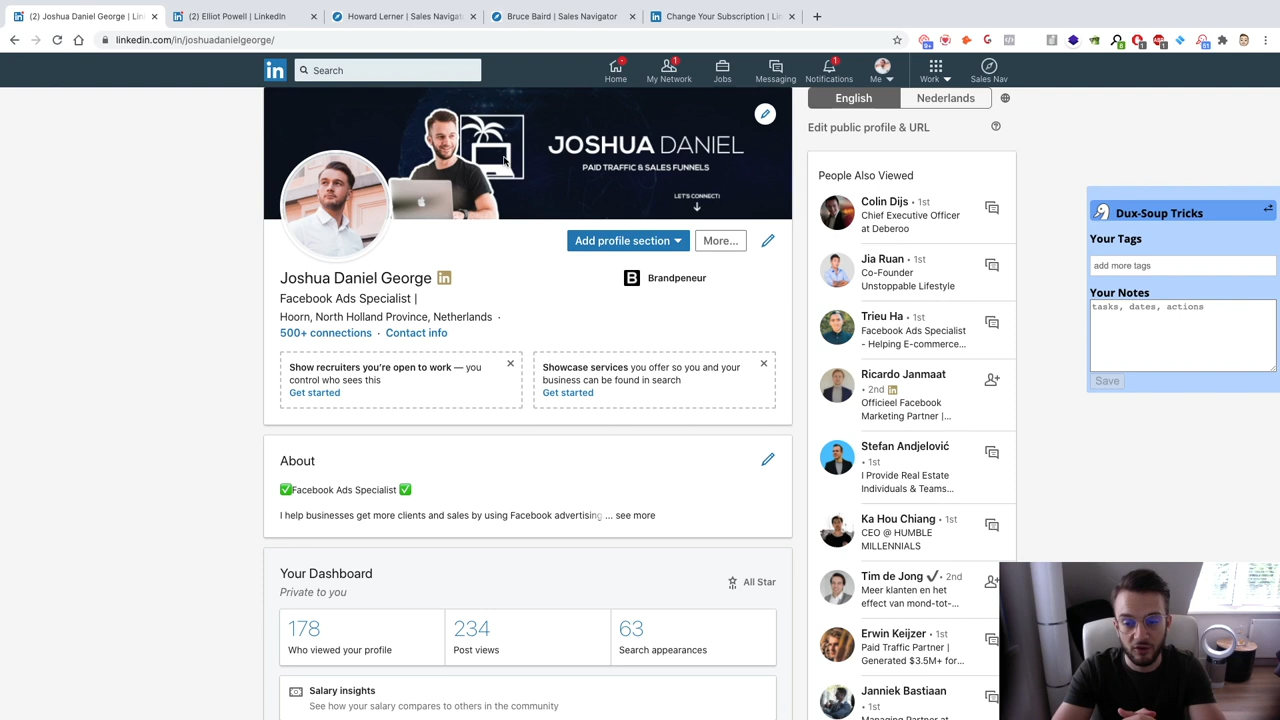 (2) Joshua Daniel George | Lin
(2) Elliot Powell | LinkedIn
Howard Lerner | Sales Navigat
Bruce Baird | Sales Navigator
Change Your Subscription | Lin
linkedin.com/in/joshuadanielgeorge/
Search
Home
My Network
Jobs
Messaging
Notifications
Me
Work
Sales Nav
JOSHUA DANIEL
PAID TRAFFIC & SALES FUNNELS
LET'S CONNECT!
Add profile section
More...
Joshua Daniel George
Brandpeneur
Facebook Ads Specialist |
Hoorn, North Holland Province, Netherlands ·
500+ connections · Contact info
Show recruiters you're open to work — you
control who sees this
Get started
Showcase services you offer so you and your
business can be found in search
Get started
About
✅Facebook Ads Specialist ✅
I help businesses get more clients and sales by using Facebook advertising ... see more
Your Dashboard
Private to you
All Star
178
Who viewed your profile
234
Post views
63
Search appearances
Salary insights
See how your salary compares to others in the community
English
Nederlands
Edit public profile & URL
People Also Viewed
Colin Dijs • 1st
Chief Executive Officer
at Deberoo
Jia Ruan • 1st
Co-Founder
Unstoppable Lifestyle
Trieu Ha • 1st
Facebook Ads Specialist
- Helping E-commerce...
Ricardo Janmaat
• 2nd
Officieel Facebook
Marketing Partner |...
Stefan Andjelović
• 1st
I Provide Real Estate
Individuals & Teams...
Ka Hou Chiang • 1st
CEO @ HUMBLE
MILLENNIALS
Tim de Jong ✔ • 2nd
Meer klanten en het
effect van mond-tot-...
Erwin Keijzer • 1st
Paid Traffic Partner |
Generated $3.5M+ for...
Janniek Bastiaan
• 1st
Managing Partner at
Dux-Soup Tricks
Your Tags
add more tags
Your Notes
tasks, dates, actions
Save